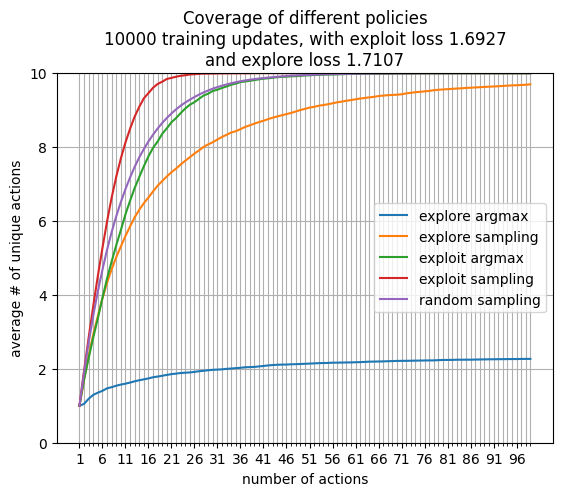 Coverage of different policies
10000 training updates, with exploit loss 1.6927
and explore loss 1.7107
average # of unique actions
10
8
6
4
2
0
explore argmax
explore sampling
exploit argmax
exploit sampling
random sampling
1 6 11 16 21 26 31 36 41 46 51 56 61 66 71 76 81 86 91 96
number of actions